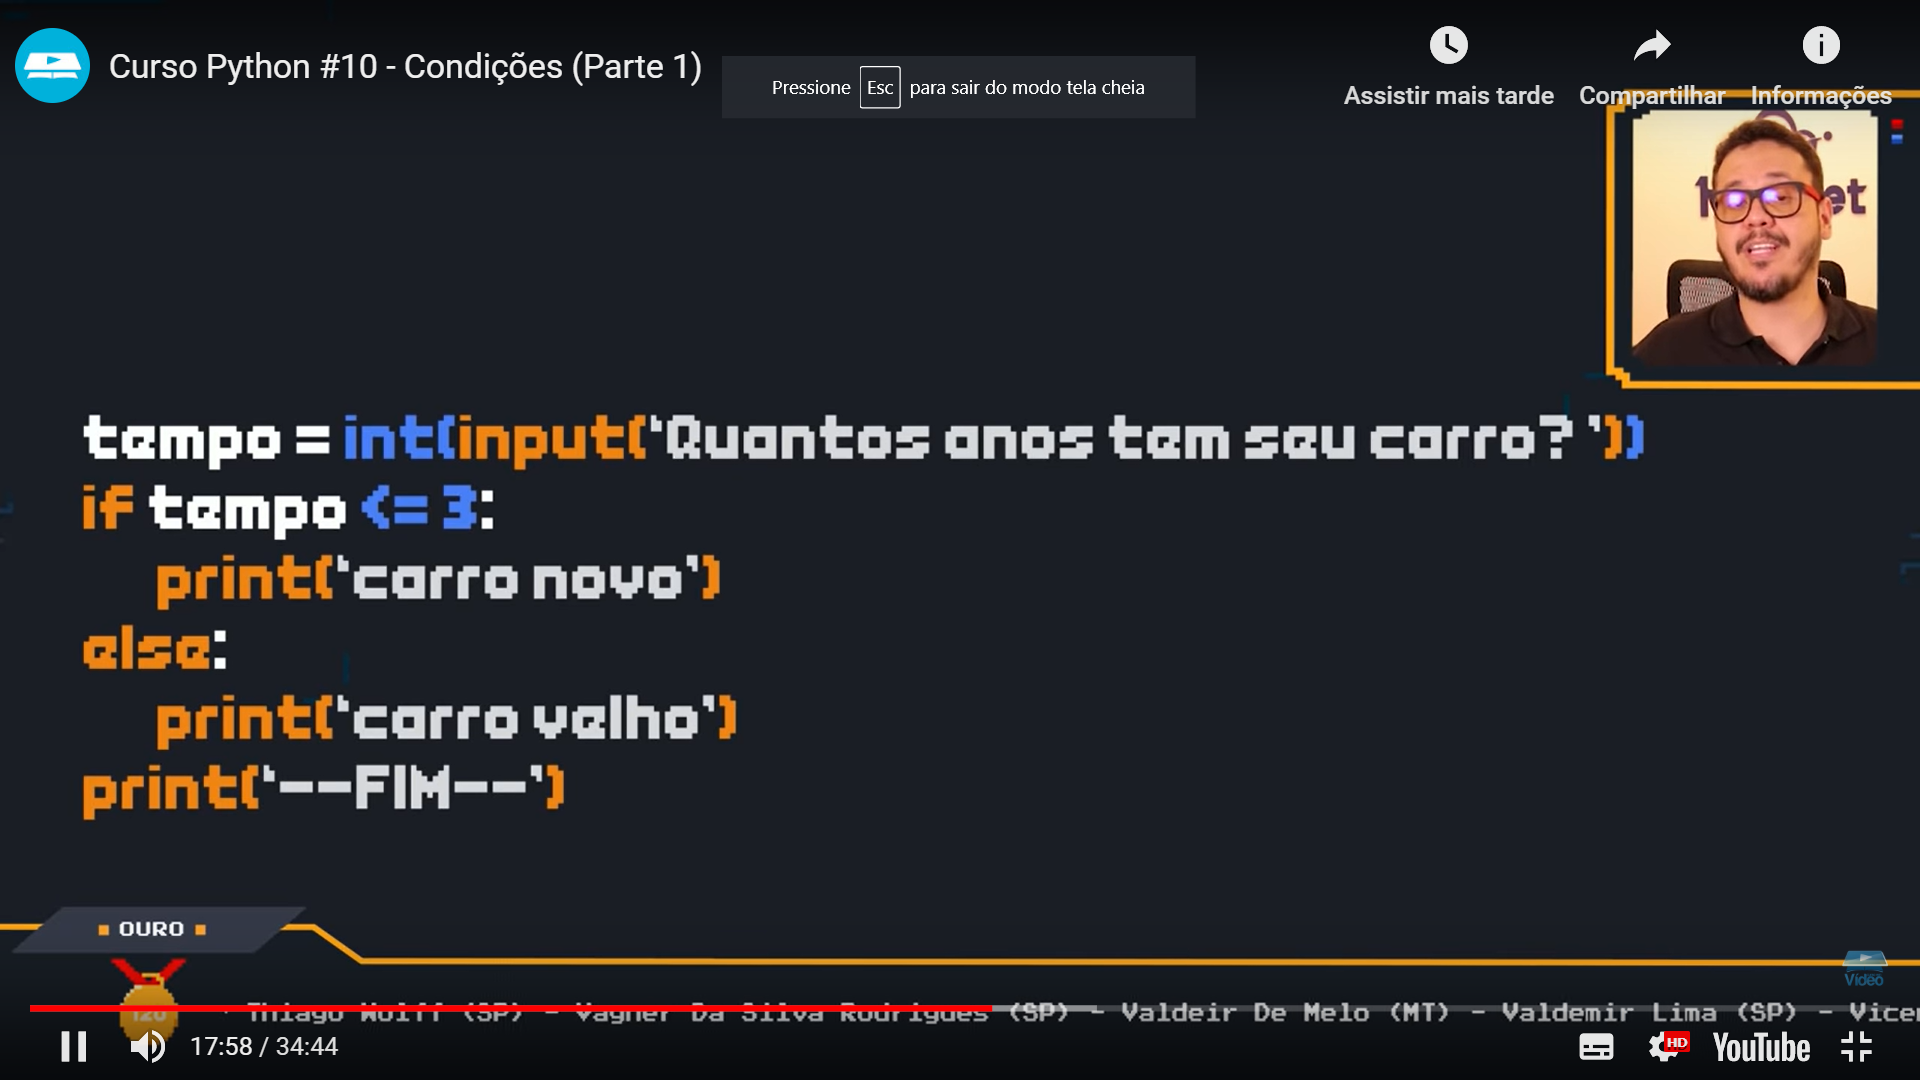 Curso Python #10 - Condições (Parte 1)
Pressione Esc para sair do modo tela cheia
Assistir mais tarde
Compartilhar
Informações
tempo = int(input('Quantos anos tem seu carro? '))
if tempo <= 3:
print('carro novo')
else:
print('carro velho')
print('--FIM--')
OURO
Vídeo
120
Thiago Wolff (SP) - Vagner Da Silva Rodrigues (SP) - Valdeir De Melo (MT) - Valdemir Lima (SP) -
17:58 / 34:44
HD
YouTube